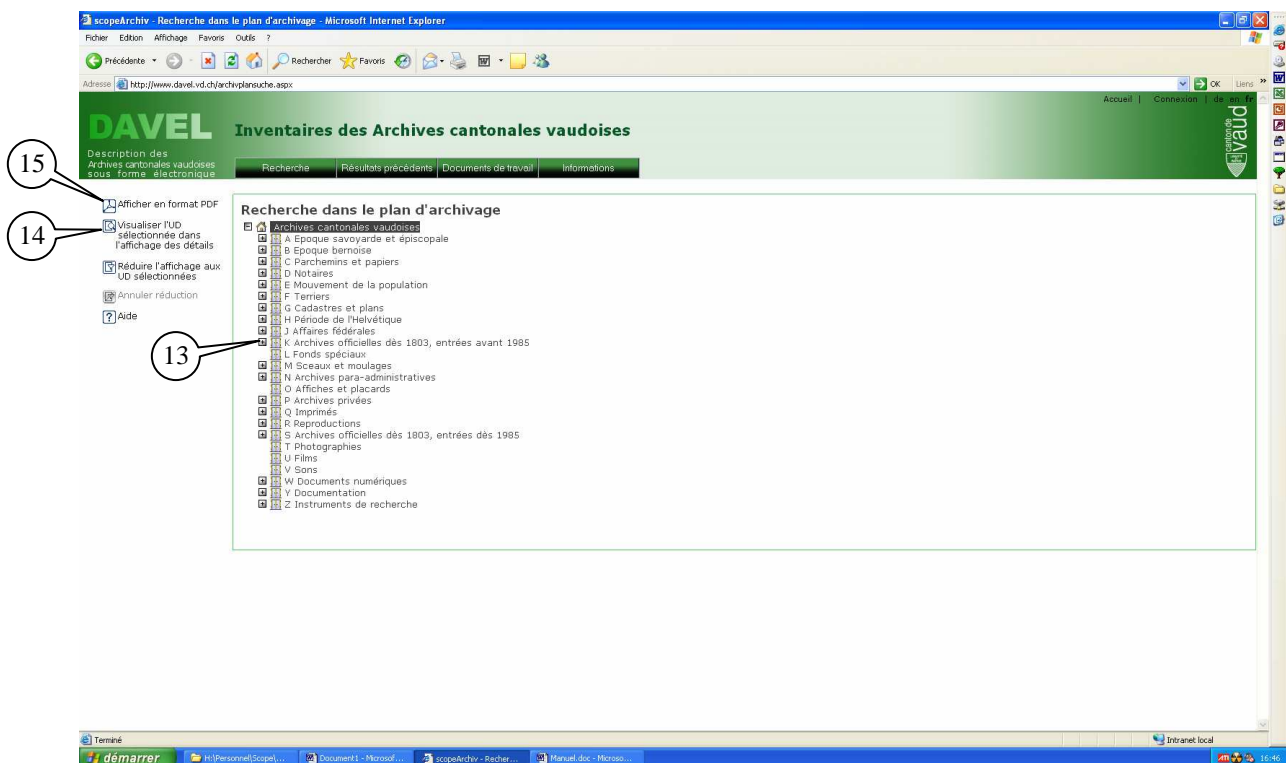 scopeArchiv - Recherche dans le plan d'archivage - Microsoft Internet Explorer
Fichier Edition Affichage Favoris Outils ?
Précédente Rechercher Favoris
Adresse http://www.davel.vd.ch/archivplansuche.aspx OK Liens »
Accueil | Connexion | de en fr
DAVEL
Inventaires des Archives cantonales vaudoises
canton de vaud
Description des
Archives cantonales vaudoises
sous forme électronique
Recherche Résultats précédents Documents de travail Informations
15
14
13
Afficher en format PDF
Visualiser l'UD
sélectionnée dans
l'affichage des détails
Réduire l'affichage aux
UD sélectionnées
Annuler réduction
Aide
Recherche dans le plan d'archivage
Archives cantonales vaudoises
A Epoque savoyarde et épiscopale
B Epoque bernoise
C Parchemins et papiers
D Notaires
E Mouvement de la population
F Terriers
G Cadastres et plans
H Période de l'Helvétique
J Affaires fédérales
K Archives officielles dès 1803, entrées avant 1985
L Fonds spéciaux
M Sceaux et moulages
N Archives para-administratives
O Affiches et placards
P Archives privées
Q Imprimés
R Reproductions
S Archives officielles dès 1803, entrées dès 1985
T Photographies
U Films
V Sons
W Documents numériques
Y Documentation
Z Instruments de recherche
Terminé Intranet local
démarrer H:\Personnel\Scope\... Document1 - Microsof... scopeArchiv - Recher... Manuel.doc - Microso... 16:46